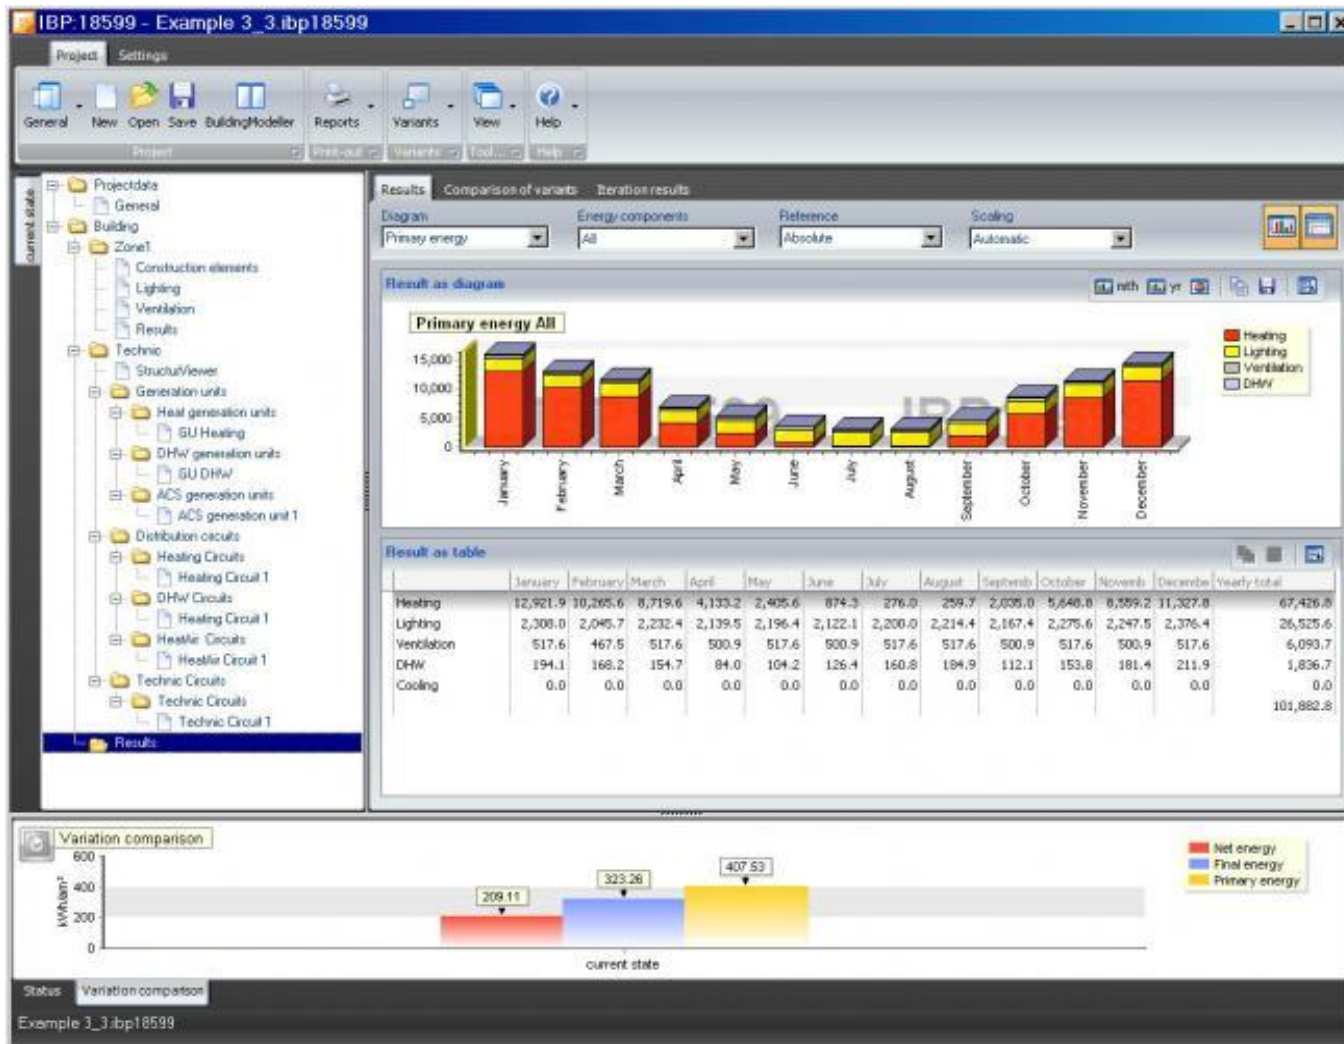 IBP:18599 - Example 3_3.ibp18599
Project Settings
General New Open Save BuildingModeller Reports Variants View Help
Project Print-out Variants Tool... Help
current state
Projectdata
General
Building
Zone1
Construction elements
Lighting
Ventilation
Results
Technic
StructurViewer
Generation units
Heat generation units
GU Heating
DHW generation units
GU DHW
ACS generation units
ACS generation unit 1
Distribution circuits
Heating Circuits
Heating Circuit 1
DHW Circuits
Heating Circuit 1
HeatAir Circuits
HeatAir Circuit 1
Technic Circuits
Technic Circuits
Technic Circuit 1
Results
Results Comparison of variants Iteration results
Diagram Energy components Reference Scaling
Primary energy All Absolute Automatic
Result as diagram
mth yr
Primary energy All
15,000
10,000
5,000
0
January February March April May June July August September October November December
Heating
Lighting
Ventilation
DHW
Result as table
January February March April May June July August Septemb October Novemb Decembe Yearly total
Heating 12,921.9 10,265.6 8,719.6 4,133.2 2,405.6 874.3 276.0 259.7 2,035.0 5,648.8 8,559.2 11,327.8 67,426.8
Lighting 2,308.0 2,045.7 2,232.4 2,139.5 2,196.4 2,122.1 2,200.0 2,214.4 2,167.4 2,275.6 2,247.5 2,376.4 26,525.6
Ventilation 517.6 467.5 517.6 500.9 517.6 500.9 517.6 517.6 500.9 517.6 500.9 517.6 6,093.7
DHW 194.1 168.2 154.7 84.0 104.2 126.4 160.8 184.9 112.1 153.8 181.4 211.9 1,836.7
Cooling 0.0 0.0 0.0 0.0 0.0 0.0 0.0 0.0 0.0 0.0 0.0 0.0 0.0
101,882.8
Variation comparison
kWh/am²
600
400
200
0
209.11
323.26
407.53
current state
Net energy
Final energy
Primary energy
Status Variation comparison
Example 3_3.ibp18599